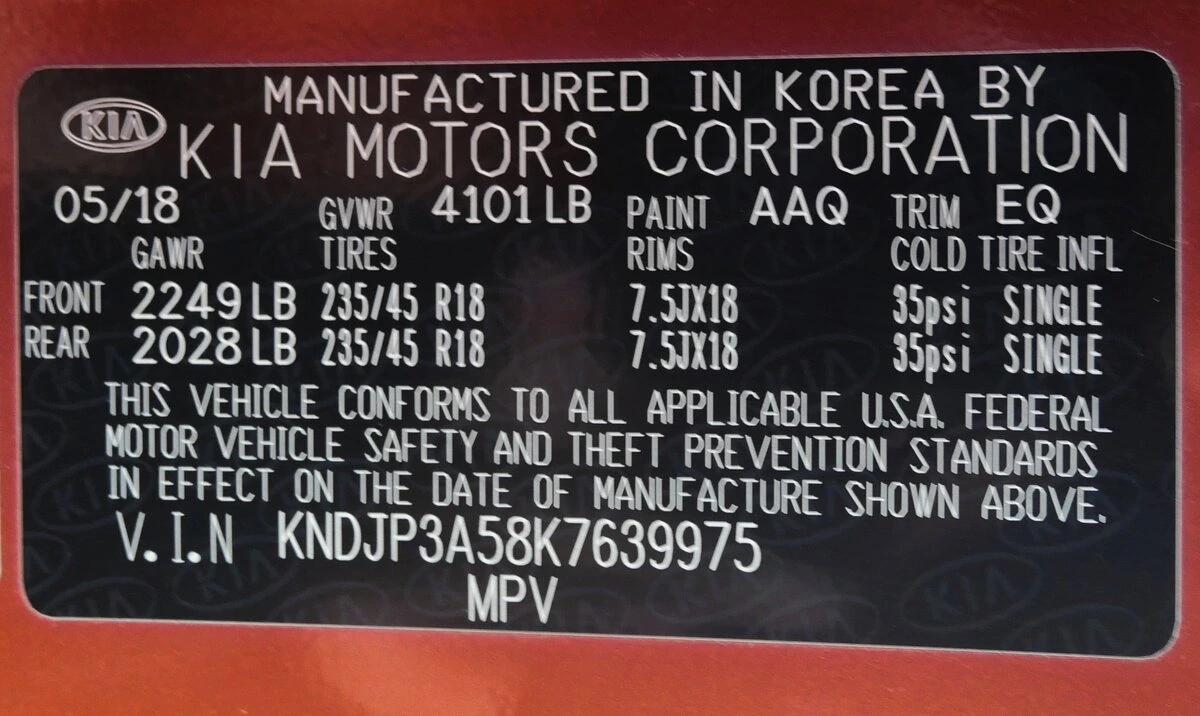 MANUFACTURED IN KOREA BY
KIA KIA MOTORS CORPORATION
05/18 GVWR 4101 LB PAINT AAQ TRIM EQ
GAWR TIRES RIMS COLD TIRE INFL
FRONT 2249 LB 235/45 R18 7.5JX18 35psi SINGLE
REAR 2028 LB 235/45 R18 7.5JX18 35psi SINGLE
THIS VEHICLE CONFORMS TO ALL APPLICABLE U.S.A. FEDERAL
MOTOR VEHICLE SAFETY AND THEFT PREVENTION STANDARDS
IN EFFECT ON THE DATE OF MANUFACTURE SHOWN ABOVE.
V.I.N KNDJP3A58K7639975
MPV